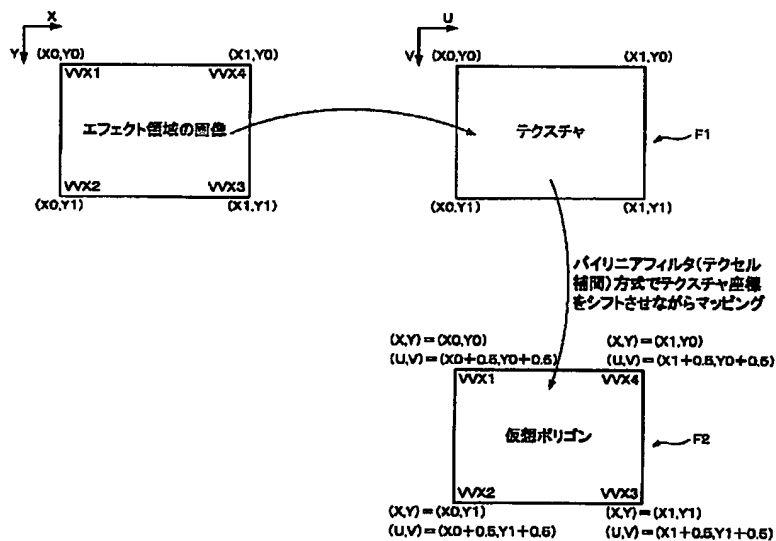 X
Y
(X0,Y0)
(X1,Y0)
VVX1
VVX4
エフェクト領域の画像
VVX2
VVX3
(X0,Y1)
(X1,Y1)
U
V
(X0,Y0)
(X1,Y0)
テクスチャ
F1
(X0,Y1)
(X1,Y1)
バイリニアフィルタ(テクセル
補間)方式でテクスチャ座標
をシフトさせながらマッピング
(X,Y)=(X0,Y0)
(X,Y)=(X1,Y0)
(U,V)=(X0+0.5,Y0+0.5)
(U,V)=(X1+0.5,Y0+0.5)
VVX1
VVX4
仮想ポリゴン
F2
VVX2
VVX3
(X,Y)=(X0,Y1)
(X,Y)=(X1,Y1)
(U,V)=(X0+0.5,Y1+0.5)
(U,V)=(X1+0.5,Y1+0.5)